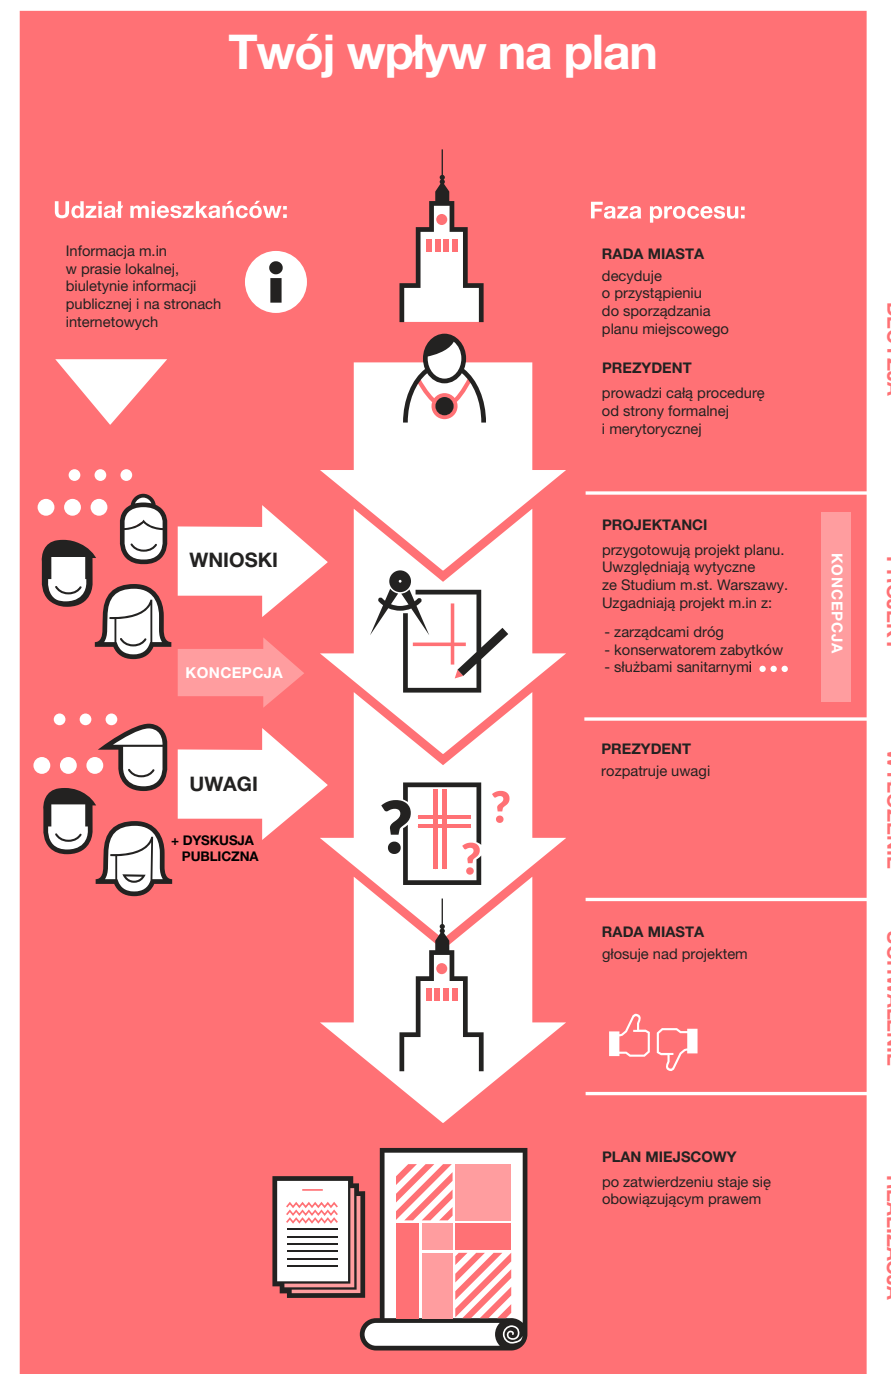 Twój wpływ na plan
Udział mieszkańców:
Informacja m.in
w prasie lokalnej,
biuletynie informacji
publicznej i na stronach
internetowych
Faza procesu:
RADA MIASTA
decyduje
o przystąpieniu
do sporządzania
planu miejscowego
PREZYDENT
prowadzi całą procedurę
od strony formalnej
i merytorycznej
WNIOSKI
PROJEKTANCI
przygotowują projekt planu.
Uwzględniają wytyczne
ze Studium m.st. Warszawy.
Uzgadniają projekt m.in z:
- zarządcami dróg
- konserwatorem zabytków
- służbami sanitarnymi
KONCEPCJA
KONCEPCJA
UWAGI
+ DYSKUSJA
PUBLICZNA
PREZYDENT
rozpatruje uwagi
RADA MIASTA
głosuje nad projektem
PLAN MIEJSCOWY
po zatwierdzeniu staje się
obowiązującym prawem